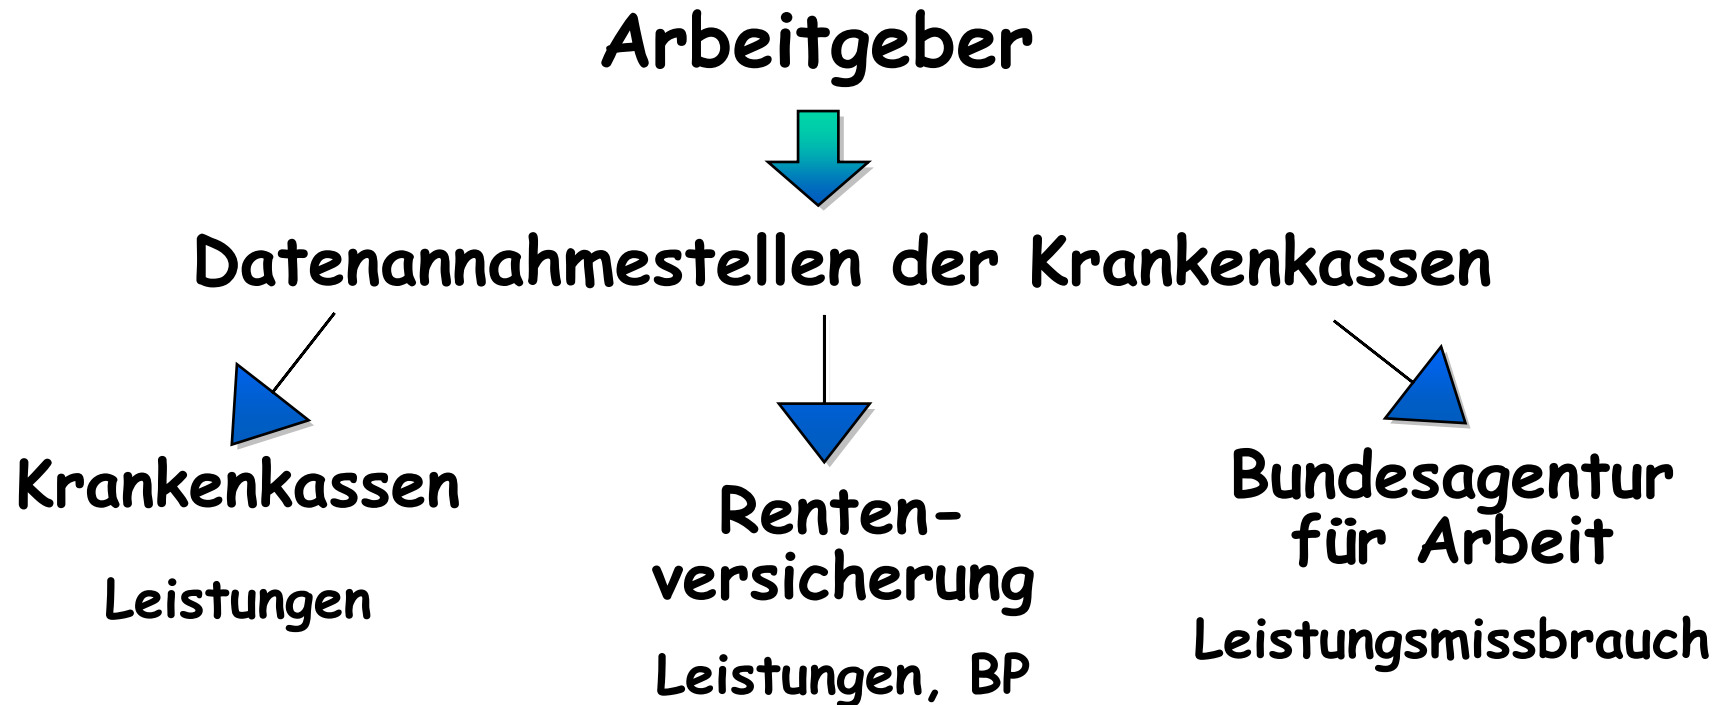 Arbeitgeber
Datenannahmestellen der Krankenkassen
Krankenkassen
Leistungen
Renten-
versicherung
Leistungen, BP
Bundesagentur
für Arbeit
Leistungsmissbrauch